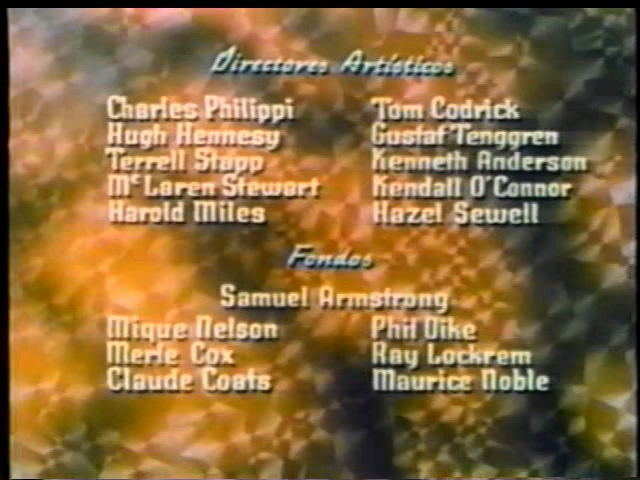 Directores Artísticos
Charles Philippi Tom Codrick
Hugh Hennesy Gustaf Tenggren
Terrell Stapp Kenneth Anderson
McLaren Stewart Kendall O'Connor
Harold Miles Hazel Sewell
Fondos
Samuel Armstrong
Mique Nelson Phil Dike
Merle Cox Ray Lockrem
Claude Coats Maurice Noble